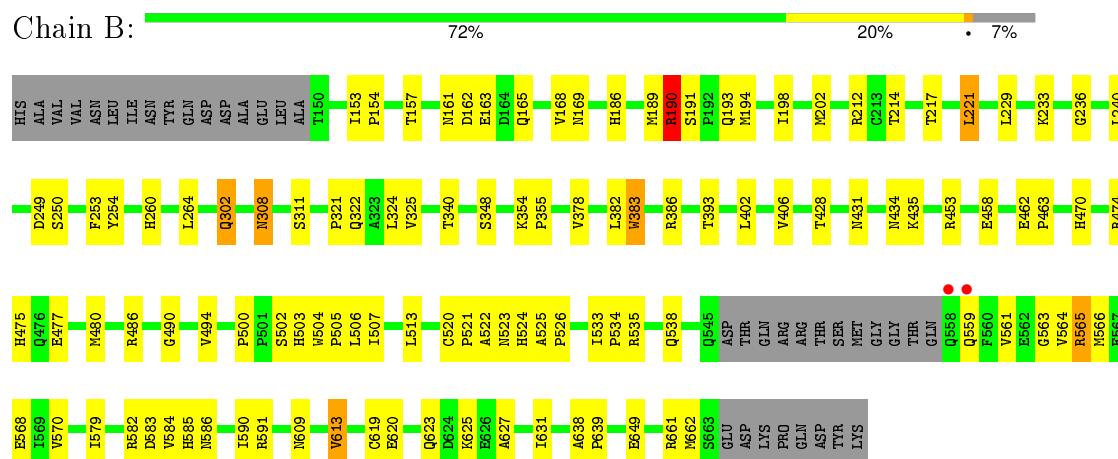 Chain B:
72% 20% • 7%
HIS ALA VAL VAL ASN LEU ILE ASN TYR GLN ASP ASP ALA GLU LEU ALA T150 I153 P154 T157 N161 D162 E163 D164 Q165 V168 N169 H186 M189 R190 S191 P192 Q193 M194 I198 M202 R212 C213 T214 T217 L221 L229 K233 G236
D249 S250 F253 Y254 H260 L264 Q302 N308 S311 P321 Q322 A323 L324 V325 T340 S348 K354 P355 V378 L382 W383 R386 T393 L402 V406 T428 N431 N434 K435 R453 E458 E462 P463 H470 R474
H475 Q476 E477 M480 R486 G490 V494 P500 P501 S502 H503 W504 P505 L506 I507 L513 C520 P521 A522 N523 H524 A525 P526 I533 P534 R535 Q538 Q545 ASP THR GLN ARG ARG THR SER MET GLY GLY THR GLN Q558 Q559 F560 V561 E562 G563 V564 R565 M566 E567
E568 I569 V570 I579 R582 D583 V584 H585 N586 I590 R591 N609 V613 C619 E620 Q623 D624 K625 E626 A627 I631 A638 P639 E649 R661 M662 S663 GLU ASP LYS PRO GLN ASP TYR LYS